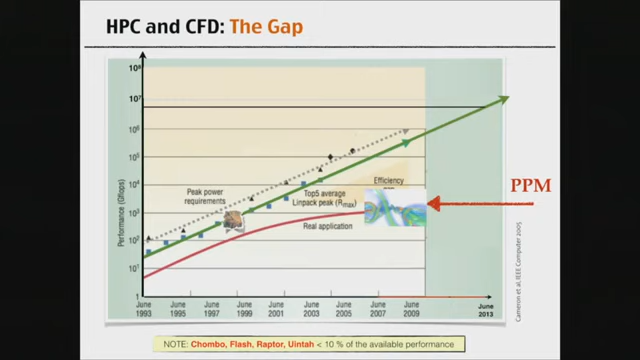 HPC and CFD: The Gap
10⁸
10⁷
10⁶
10⁵
10⁴
10³
10²
10¹
1
Performance (Gflops)
Peak power
requirements
Top5 average
Linpack peak (Rmax)
Real application
Efficiency
gap
PPM
June
1993
June
1995
June
1997
June
1999
June
2001
June
2003
June
2005
June
2007
June
2009
June
2013
Cameron et al, IEEE Computer 2005
NOTE: Chombo, Flash, Raptor, Uintah < 10 % of the available performance